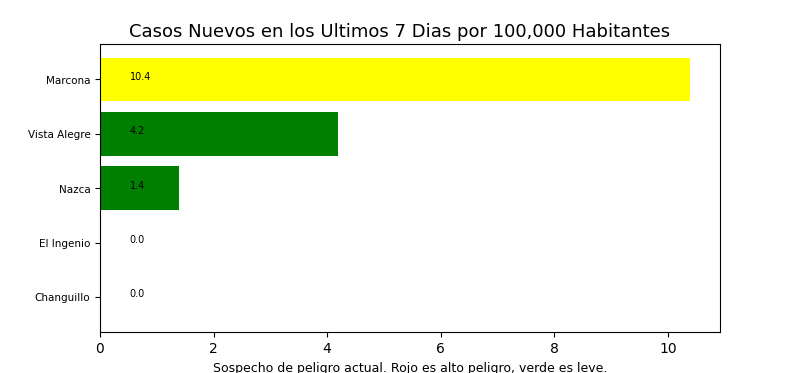 Casos Nuevos en los Ultimos 7 Dias por 100,000 Habitantes
Marcona 10.4
Vista Alegre 4.2
Nazca 1.4
El Ingenio 0.0
Changuillo 0.0
0 2 4 6 8 10
Sospecho de peligro actual. Rojo es alto peligro, verde es leve.